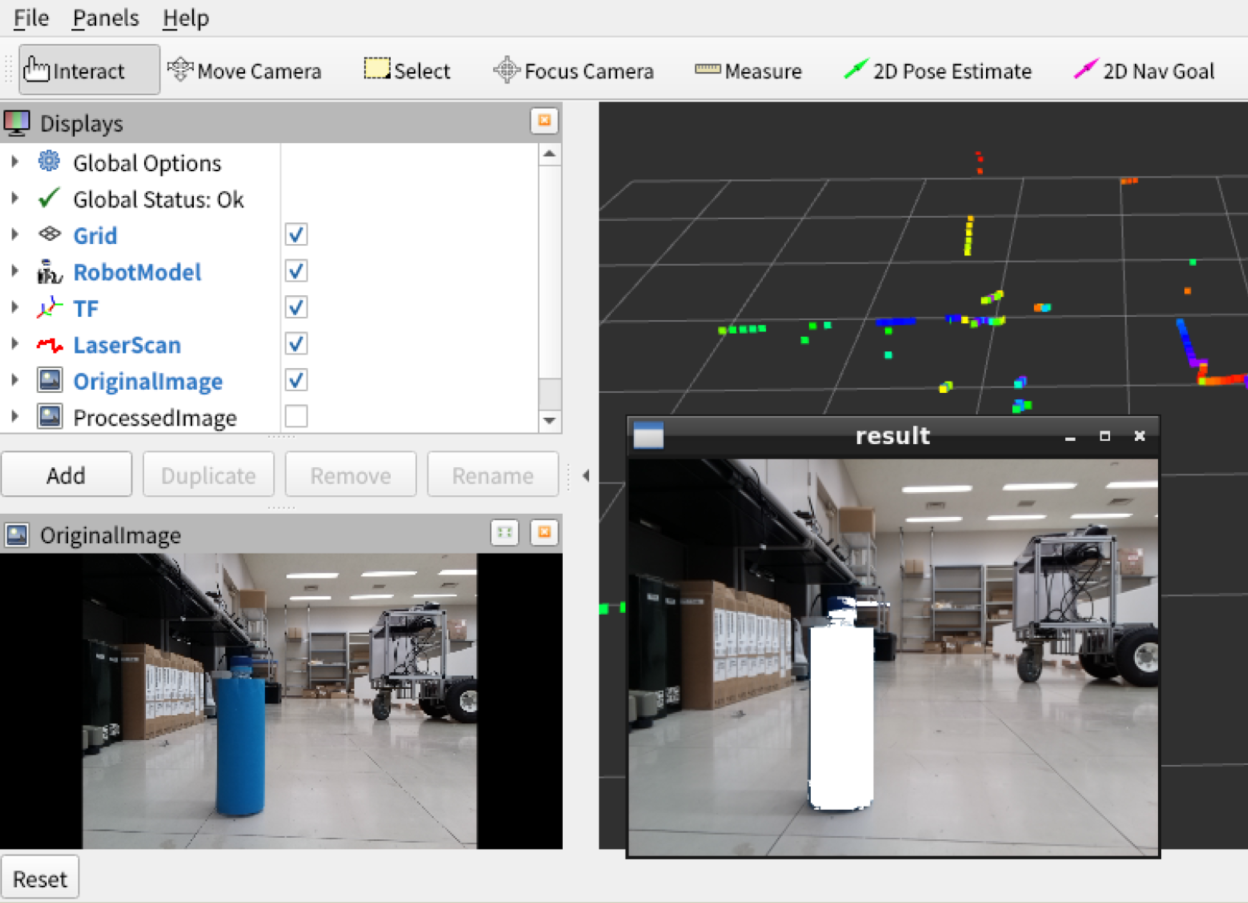 File Panels Help
Interact Move Camera Select Focus Camera Measure 2D Pose Estimate 2D Nav Goal
Displays
Global Options
Global Status: Ok
Grid
RobotModel
TF
LaserScan
OriginalImage
ProcessedImage
Add Duplicate Remove Rename
OriginalImage
Reset
result